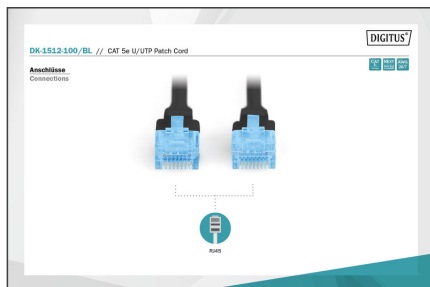 DIGITUS®
DK-1512-100/BL // CAT 5e U/UTP Patch Cord
Anschlüsse
Connections
RJ45